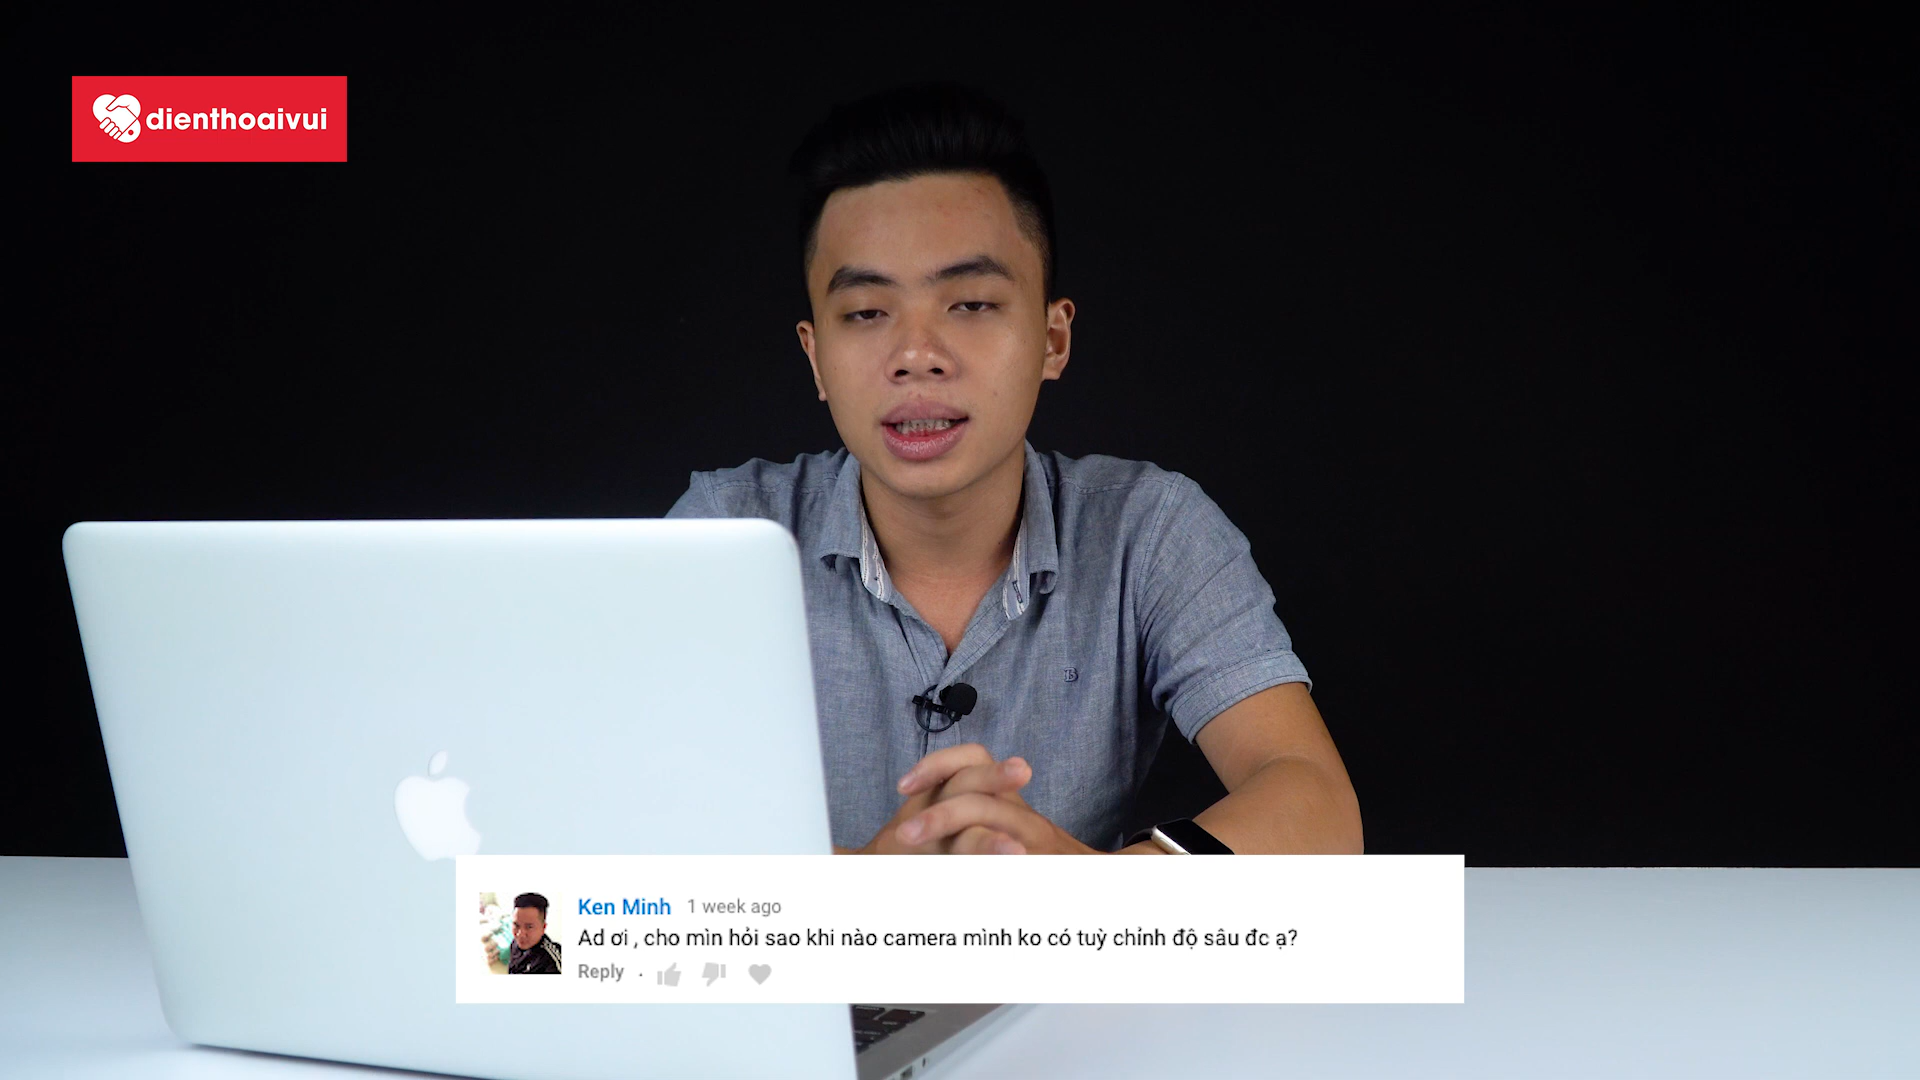 dienthoaivui
B
Ken Minh 1 week ago
Ad ơi , cho mìn hỏi sao khi nào camera mình ko có tuỳ chỉnh độ sâu đc ạ?
Reply .